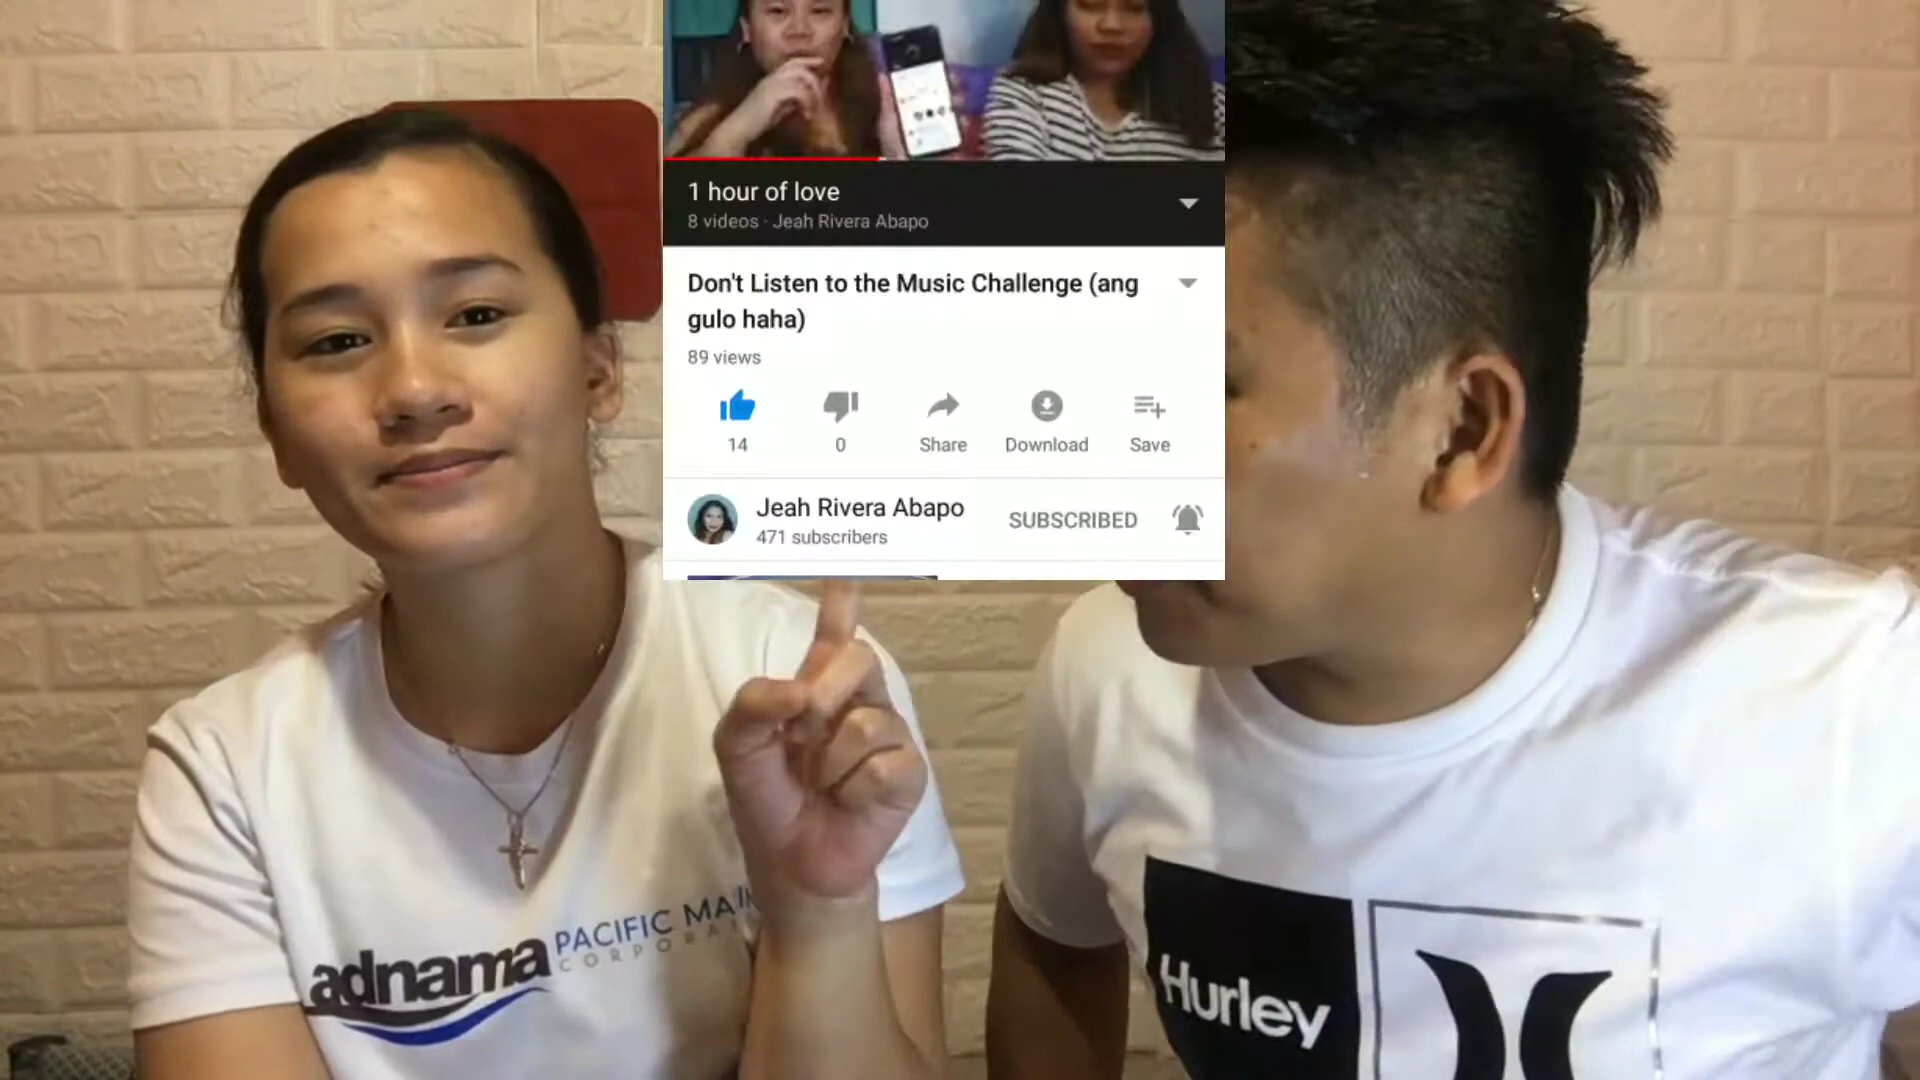 1 hour of love
8 videos · Jeah Rivera Abapo
Don't Listen to the Music Challenge (ang
gulo haha)
89 views
14
0
Share
Download
Save
Jeah Rivera Abapo
471 subscribers
SUBSCRIBED
adnama
PACIFIC
Hurley